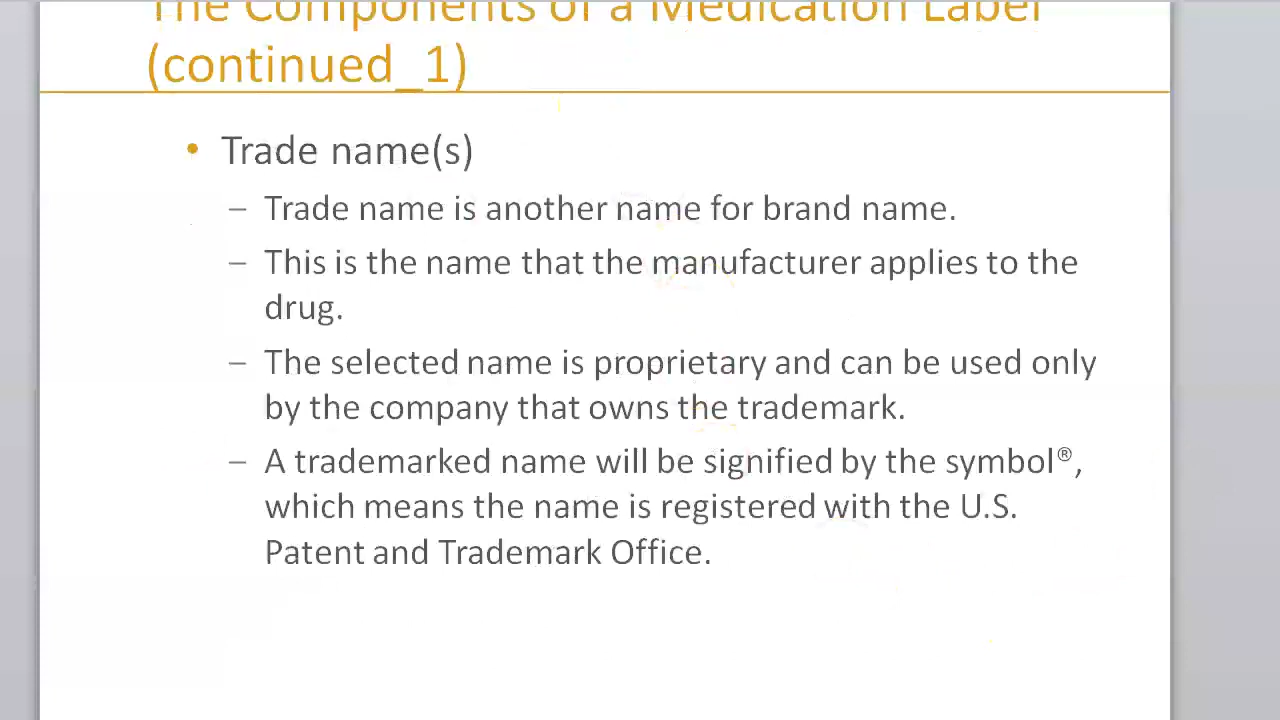 The Components of a Medication Label
(continued_1)
• Trade name(s)
– Trade name is another name for brand name.
– This is the name that the manufacturer applies to the
drug.
– The selected name is proprietary and can be used only
by the company that owns the trademark.
– A trademarked name will be signified by the symbol®,
which means the name is registered with the U.S.
Patent and Trademark Office.